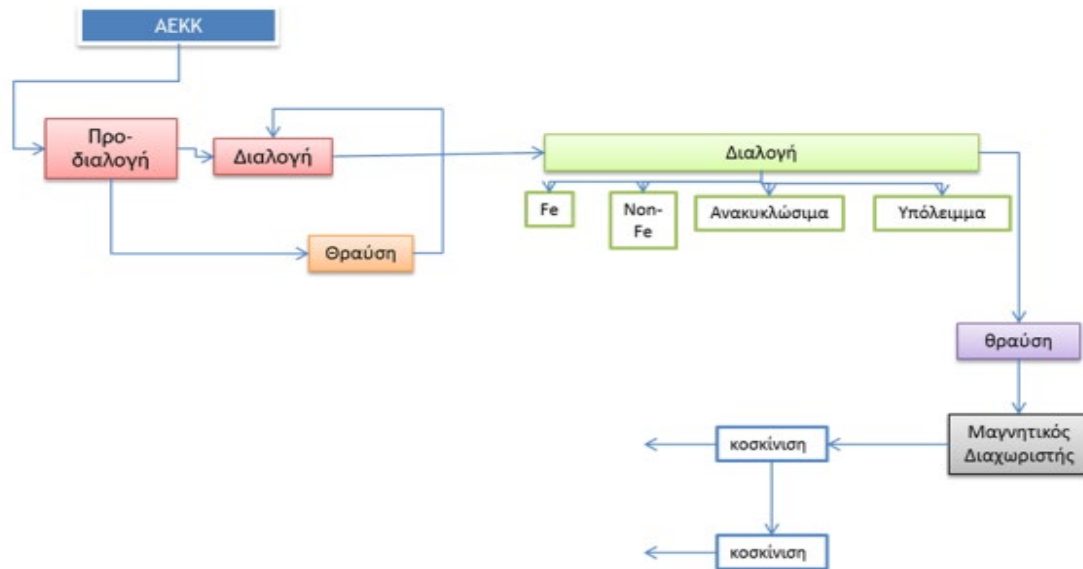 ΑΕΚΚ
Προ-
διαλογή
Διαλογή
Διαλογή
Fe
Non-
Fe
Ανακυκλώσιμα
Υπόλειμμα
Θραύση
θραύση
Μαγνητικός
Διαχωριστής
κοσκίνιση
κοσκίνιση